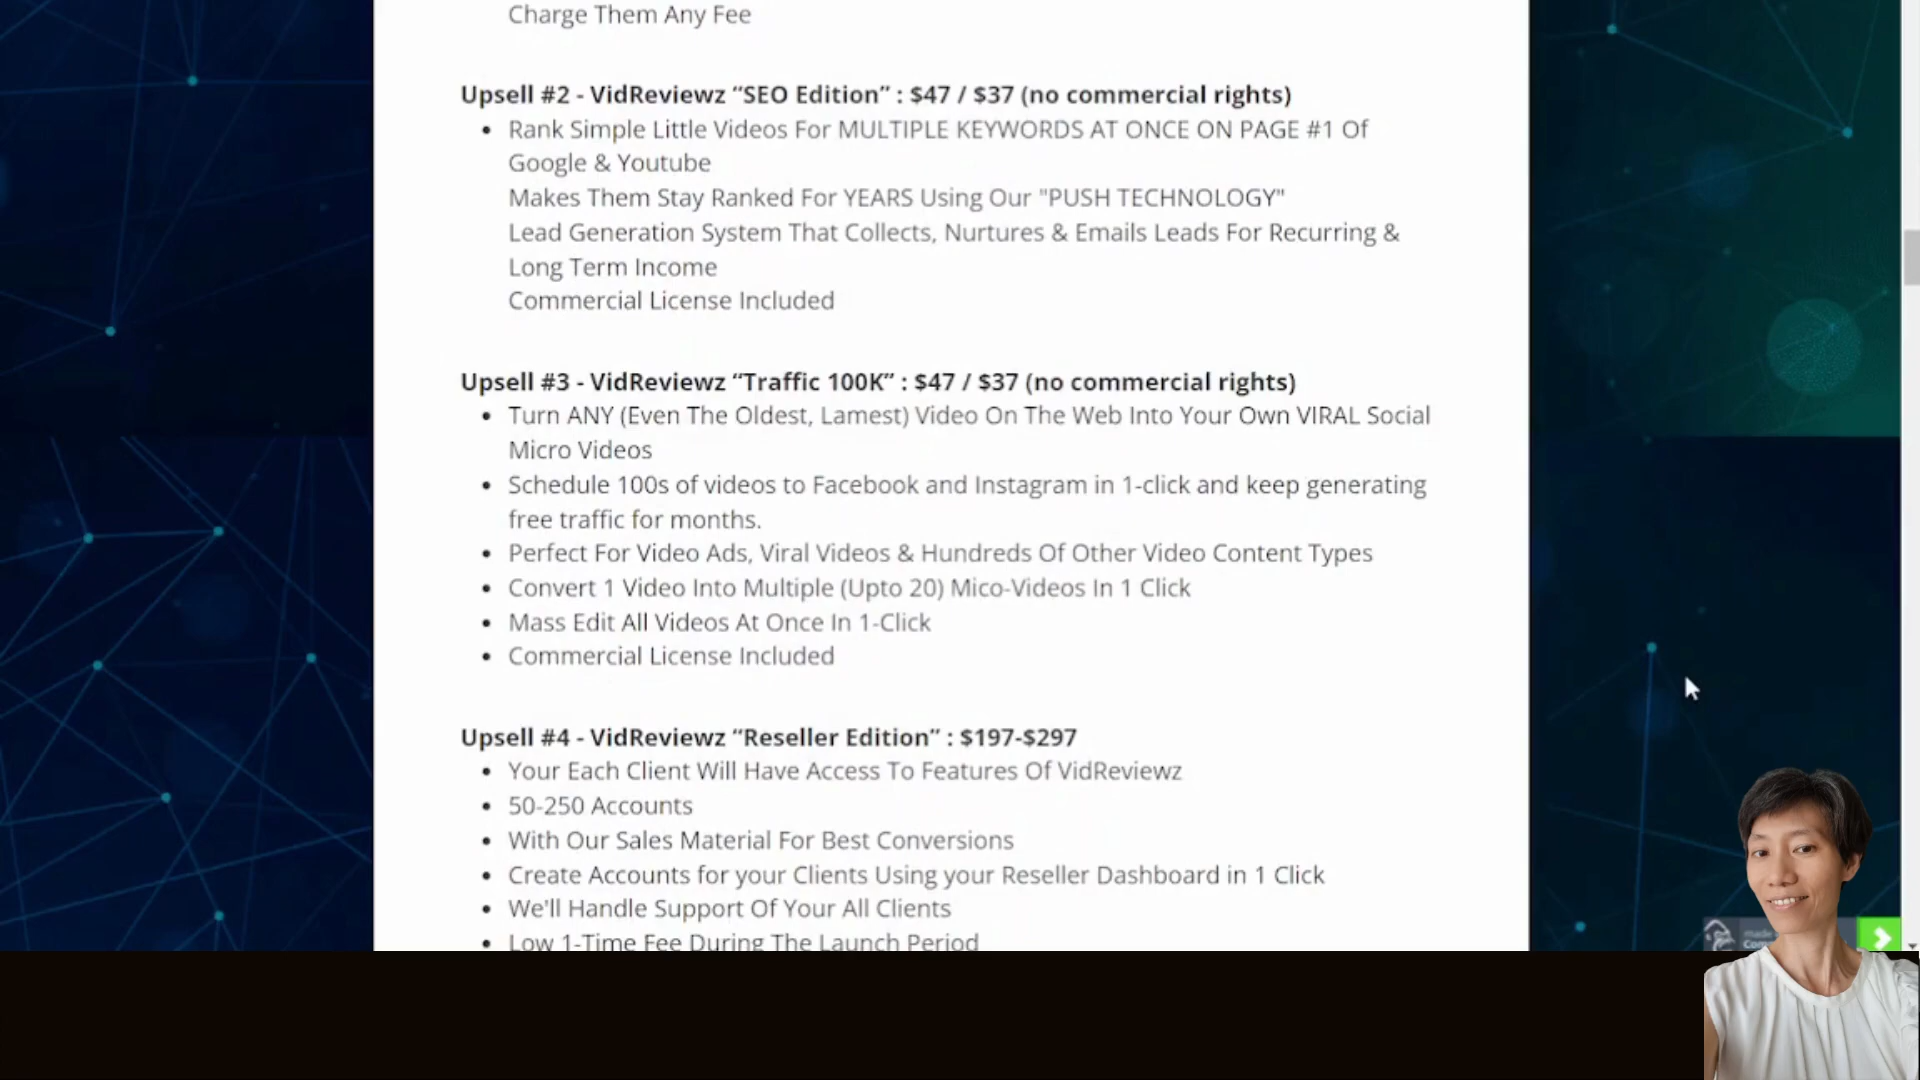 Charge Them Any Fee
Upsell #2 - VidReviewz “SEO Edition” : $47 / $37 (no commercial rights)
• Rank Simple Little Videos For MULTIPLE KEYWORDS AT ONCE ON PAGE #1 Of
Google & Youtube
Makes Them Stay Ranked For YEARS Using Our "PUSH TECHNOLOGY"
Lead Generation System That Collects, Nurtures & Emails Leads For Recurring &
Long Term Income
Commercial License Included
Upsell #3 - VidReviewz “Traffic 100K” : $47 / $37 (no commercial rights)
• Turn ANY (Even The Oldest, Lamest) Video On The Web Into Your Own VIRAL Social
Micro Videos
• Schedule 100s of videos to Facebook and Instagram in 1-click and keep generating
free traffic for months.
• Perfect For Video Ads, Viral Videos & Hundreds Of Other Video Content Types
• Convert 1 Video Into Multiple (Upto 20) Mico-Videos In 1 Click
• Mass Edit All Videos At Once In 1-Click
• Commercial License Included
Upsell #4 - VidReviewz “Reseller Edition” : $197-$297
• Your Each Client Will Have Access To Features Of VidReviewz
• 50-250 Accounts
• With Our Sales Material For Best Conversions
• Create Accounts for your Clients Using your Reseller Dashboard in 1 Click
• We'll Handle Support Of Your All Clients
• Low 1-Time Fee During The Launch Period